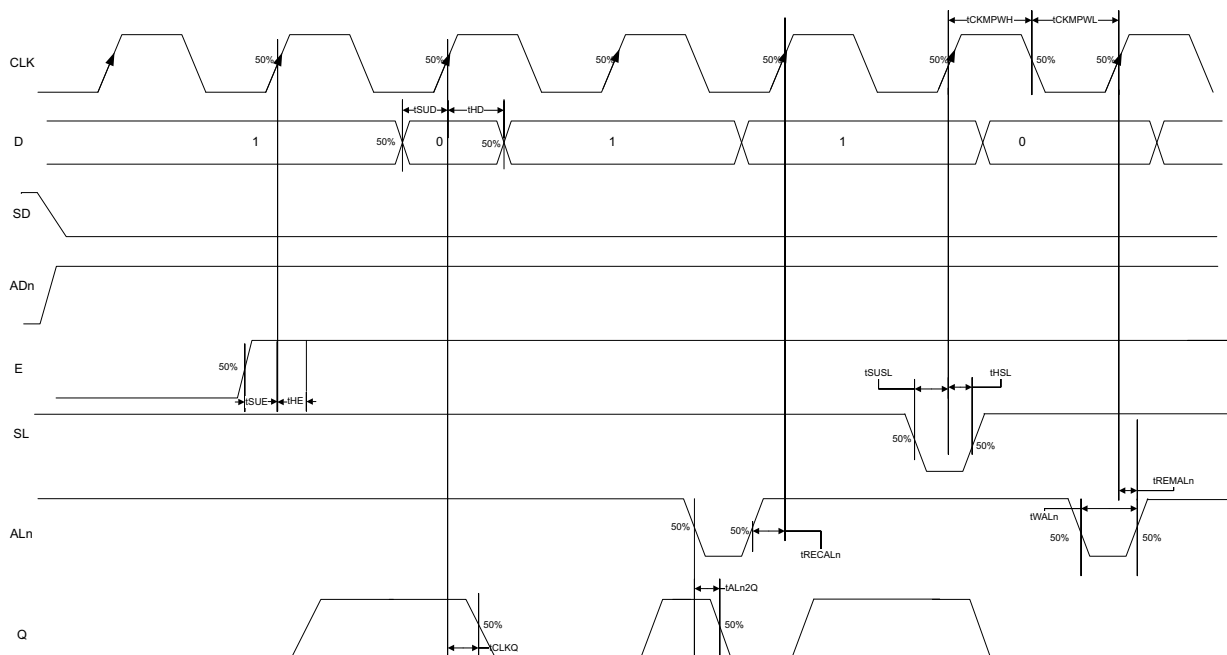 tCKMPWH tCKMPWL
CLK 50% 50% 50% 50% 50% 50% 50%
tSUD tHD
D 1 50% 0 50% 1 1 0
SD
ADn
E 50%
tSUE tHE
tSUSL tHSL
SL 50% 50%
tREMALn
tWALn
ALn 50% 50% 50% 50%
tRECALn
tALn2Q
Q 50% 50%
tCLKQ